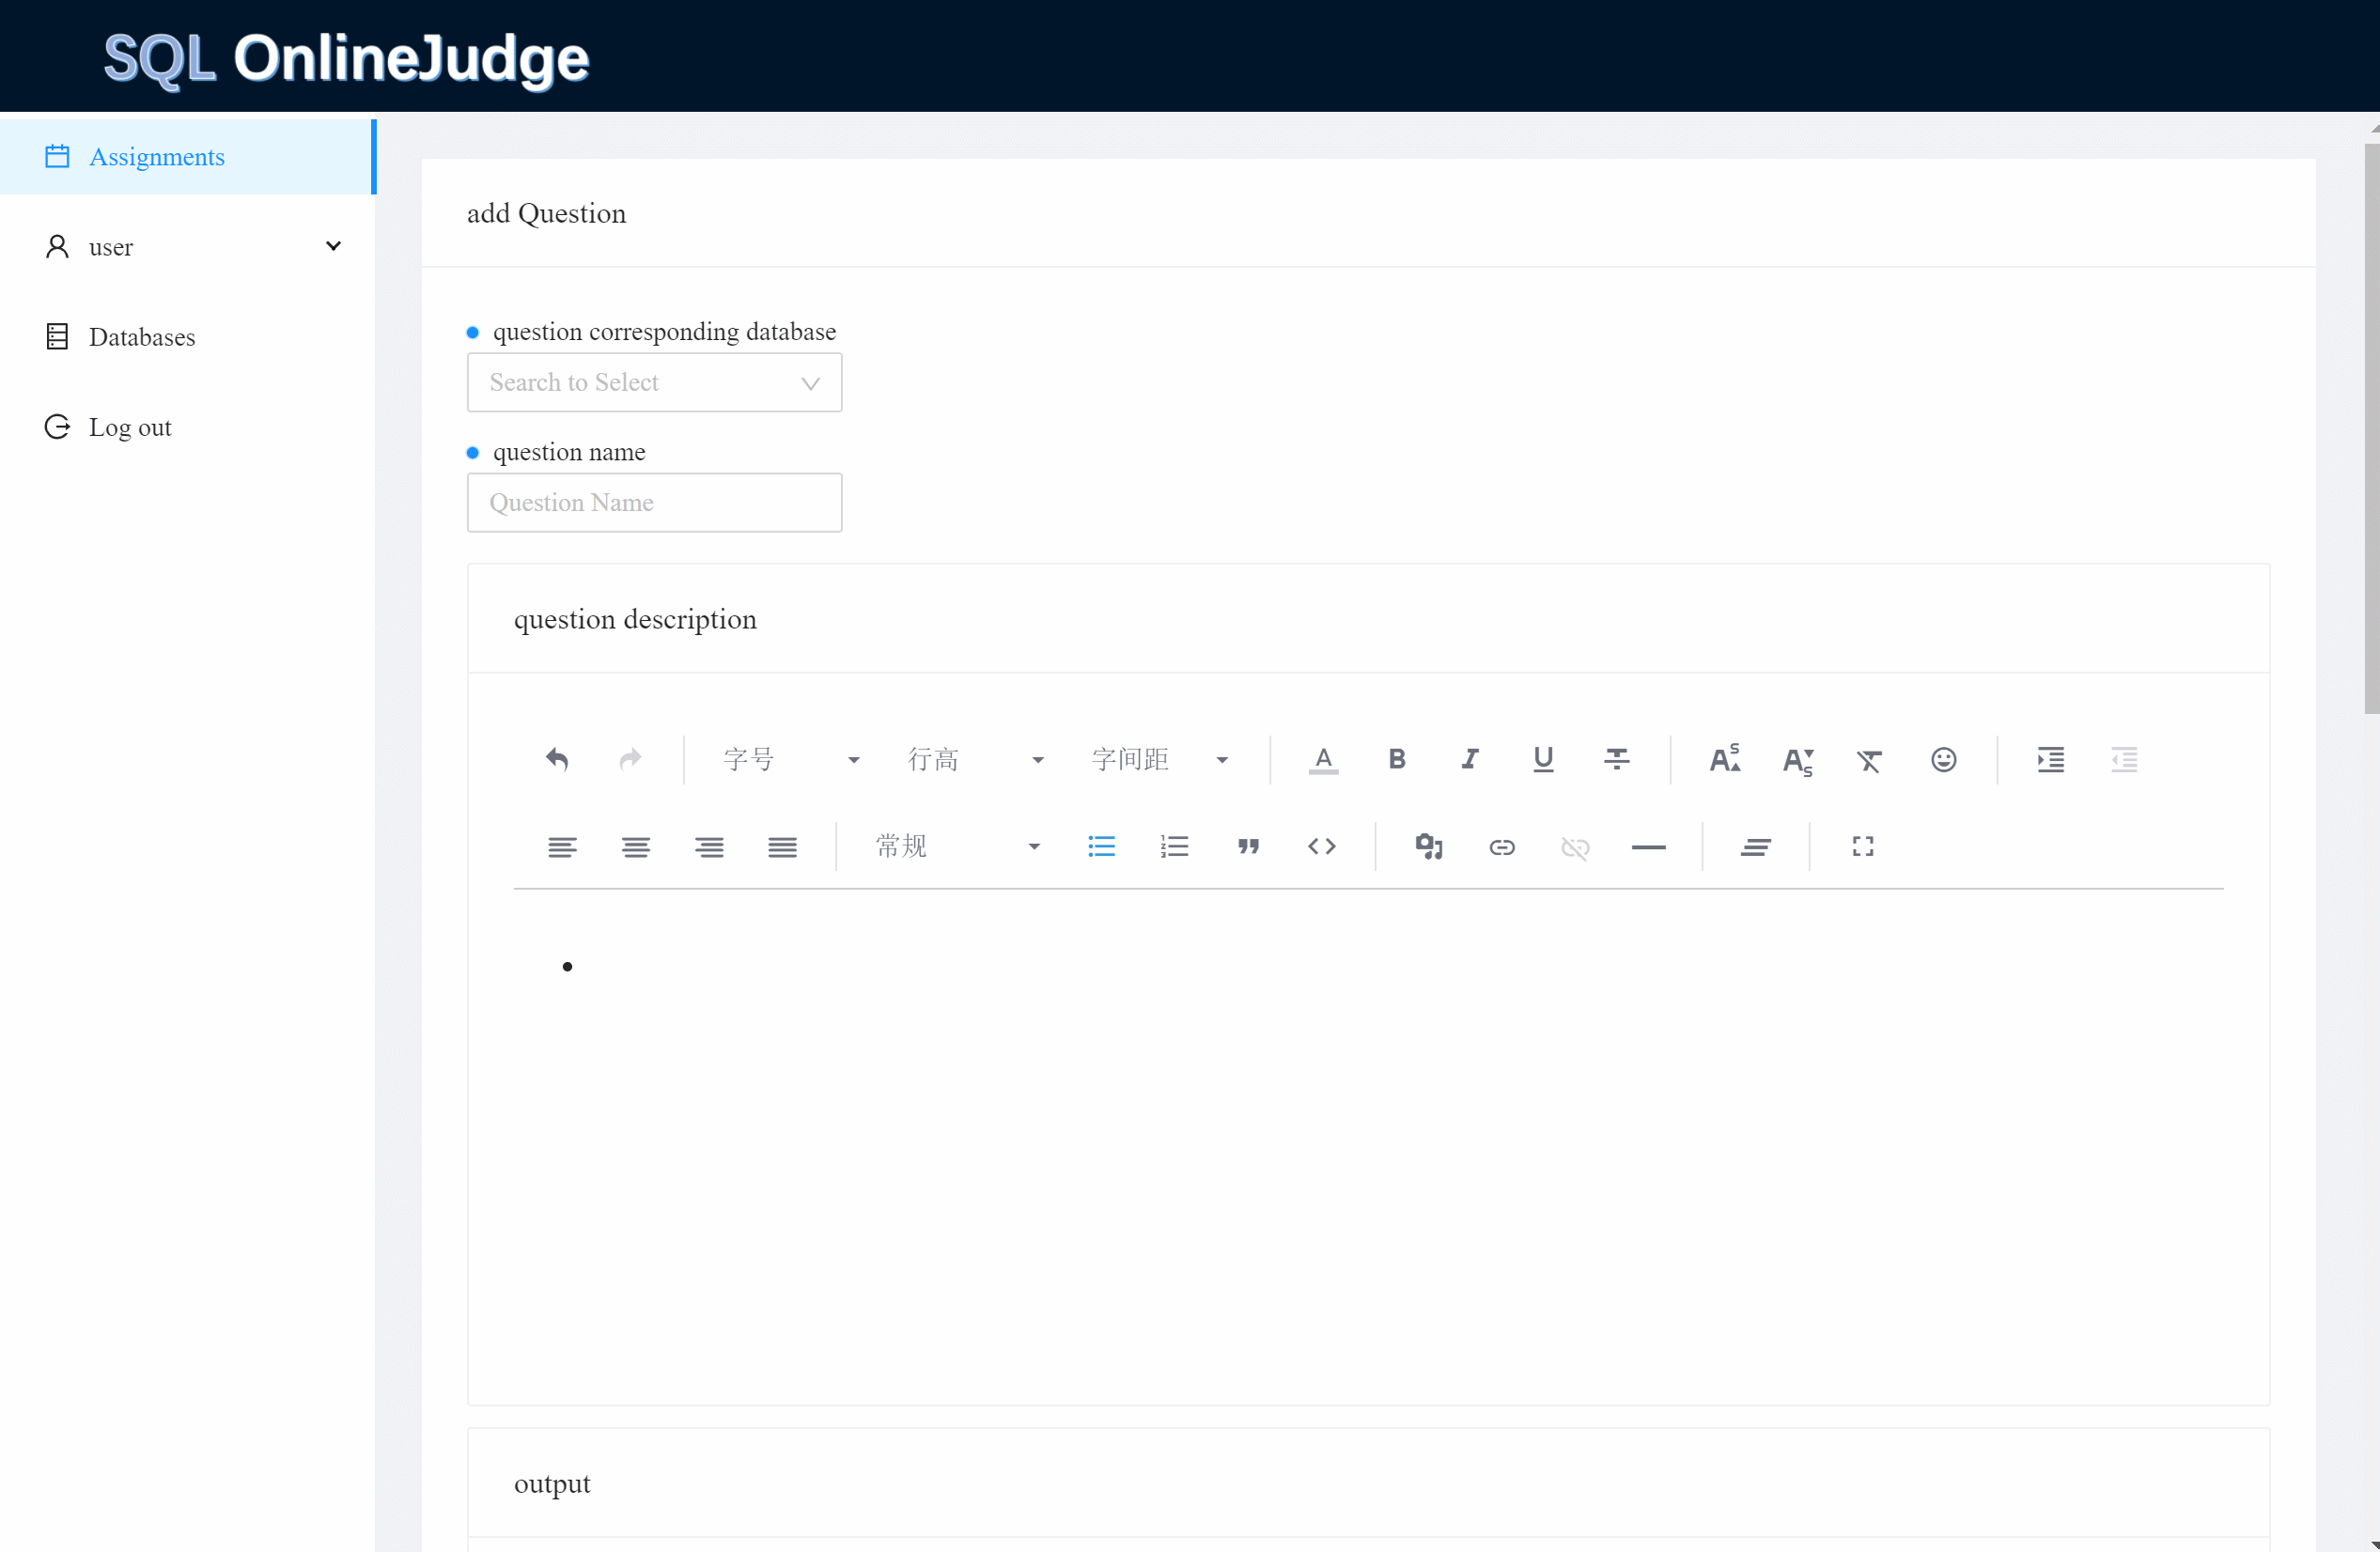 SQL OnlineJudge
Assignments
user
Databases
Log out
add Question
question corresponding database
Search to Select
question name
Question Name
question description
字号 行高 字间距
常规
output